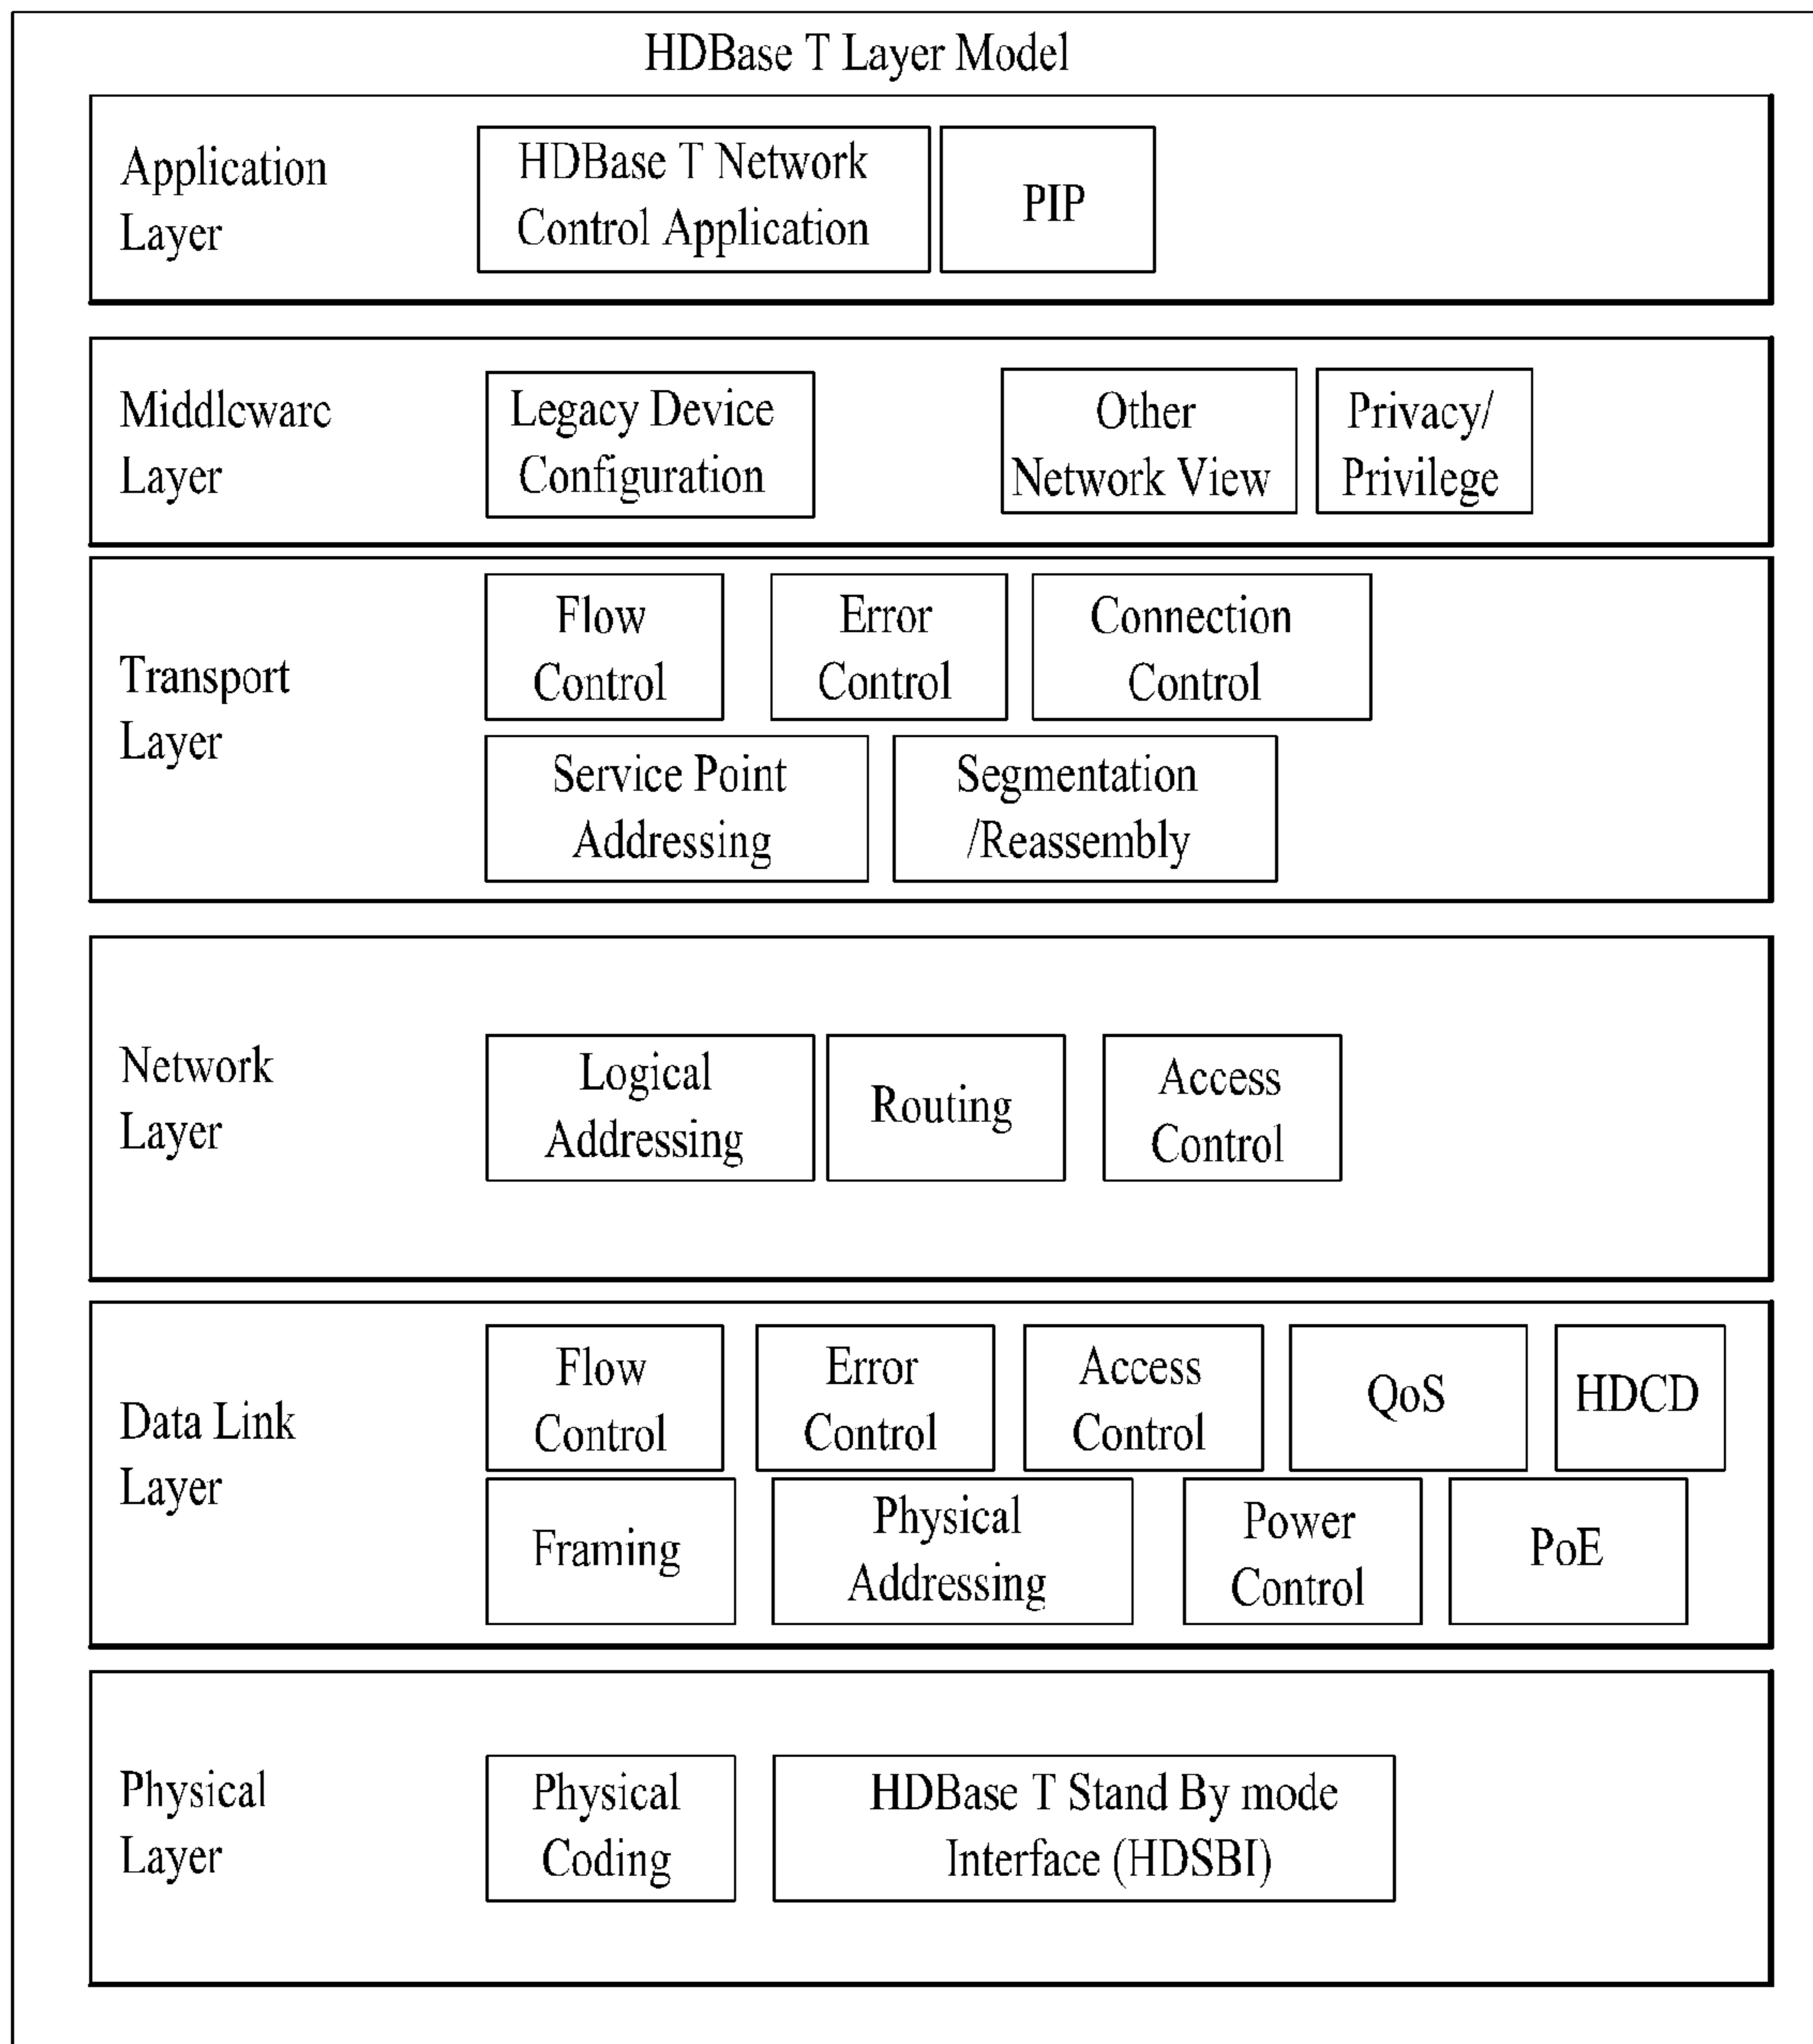 HDBase T Layer Model
Application
Layer
HDBase T Network
Control Application
PIP
Middleware
Layer
Legacy Device
Configuration
Other
Network View
Privacy/
Privilege
Transport
Layer
Flow
Control
Error
Control
Connection
Control
Service Point
Addressing
Segmentation
/Reassembly
Network
Layer
Logical
Addressing
Routing
Access
Control
Data Link
Layer
Flow
Control
Error
Control
Access
Control
QoS
HDCD
Framing
Physical
Addressing
Power
Control
PoE
Physical
Layer
Physical
Coding
HDBase T Stand By mode
Interface (HDSBI)